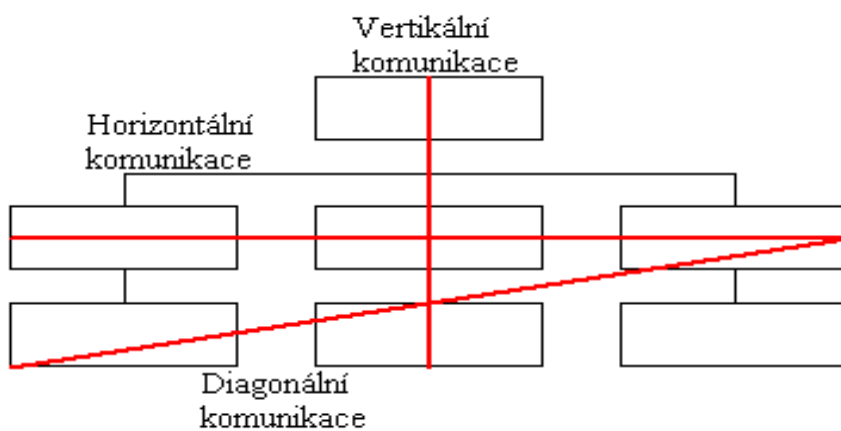 Vertikální
komunikace
Horizontální
komunikace
Diagonální
komunikace